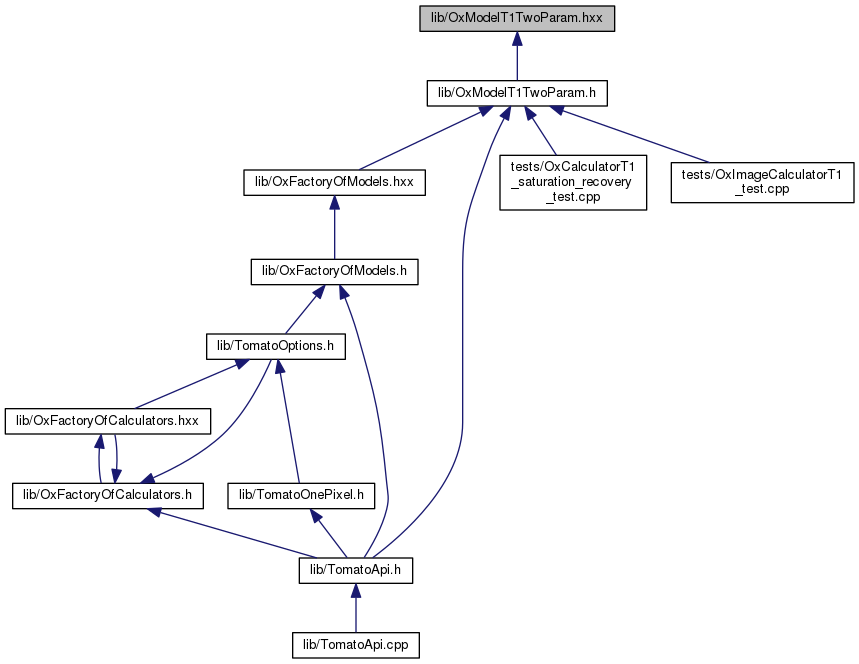 lib/OxModelT1TwoParam.hxx
lib/OxModelT1TwoParam.h
lib/OxFactoryOfModels.hxx
tests/OxCalculatorT1
_saturation_recovery
_test.cpp
tests/OxImageCalculatorT1
_test.cpp
lib/OxFactoryOfModels.h
lib/TomatoOptions.h
lib/OxFactoryOfCalculators.hxx
lib/OxFactoryOfCalculators.h
lib/TomatoOnePixel.h
lib/TomatoApi.h
lib/TomatoApi.cpp